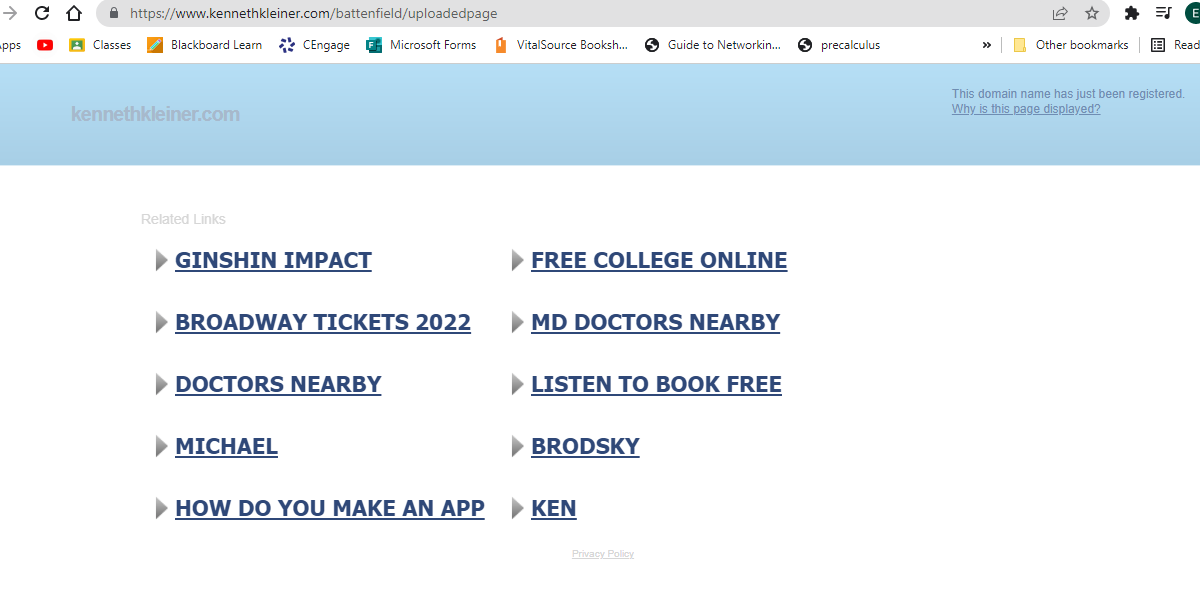 https://www.kennethkleiner.com/battenfield/uploadedpage
E
pps Classes Blackboard Learn CEngage Microsoft Forms VitalSource Booksh... Guide to Networkin... precalculus » Other bookmarks Read
kennethkleiner.com
This domain name has just been registered.
Why is this page displayed?
Related Links
GINSHIN IMPACT
FREE COLLEGE ONLINE
BROADWAY TICKETS 2022
MD DOCTORS NEARBY
DOCTORS NEARBY
LISTEN TO BOOK FREE
MICHAEL
BRODSKY
HOW DO YOU MAKE AN APP
KEN
Privacy Policy